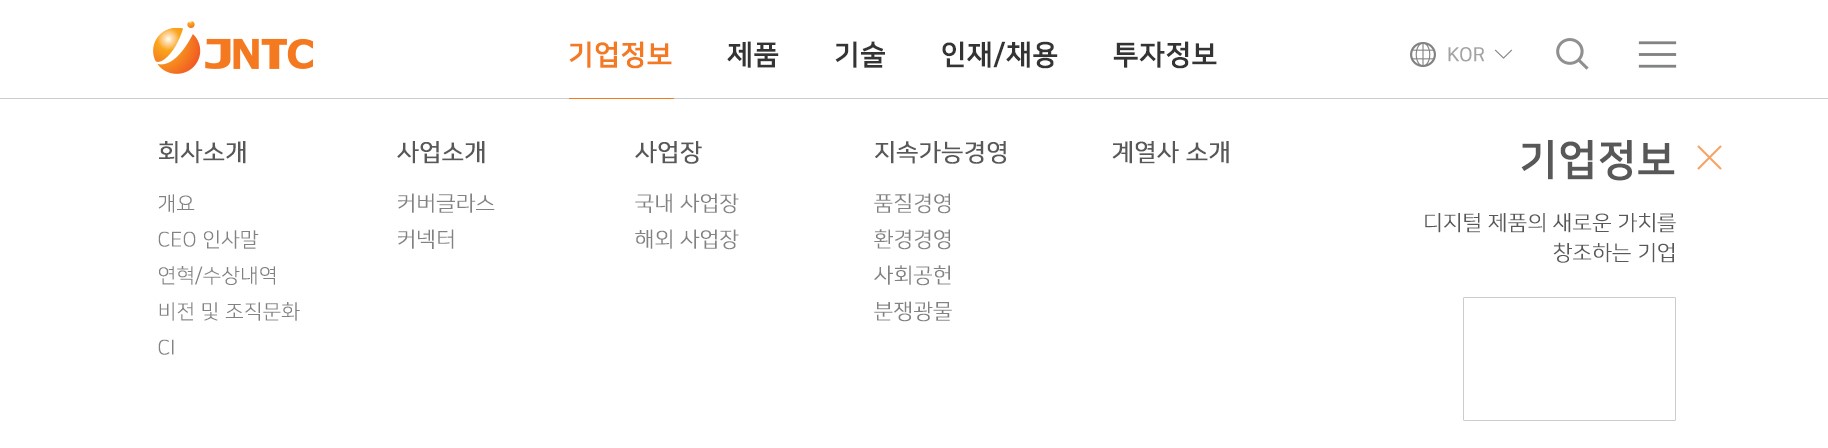 JNTC
기업정보 제품 기술 인재/채용 투자정보 KOR
회사소개 사업소개 사업장 지속가능경영 계열사 소개 기업정보
개요 커버글라스 국내 사업장 품질경영
CEO 인사말 커넥터 해외 사업장 환경경영
연혁/수상내역 사회공헌
비전 및 조직문화 분쟁광물
CI
디지털 제품의 새로운 가치를
창조하는 기업